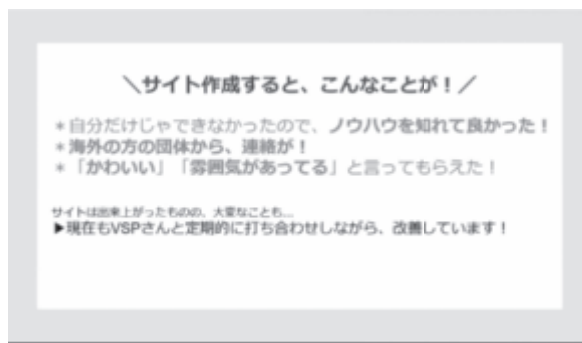 ＼サイト作成すると、こんなことが！／
＊自分だけじゃできなかったので、ノウハウを知れて良かった！
＊海外の方の団体から、連絡が！
＊「かわいい」「雰囲気があってる」と言ってもらえた！
サイトは出来上がったものの、大変なことも...
▶現在もVSPさんと定期的に打ち合わせしながら、改善しています！